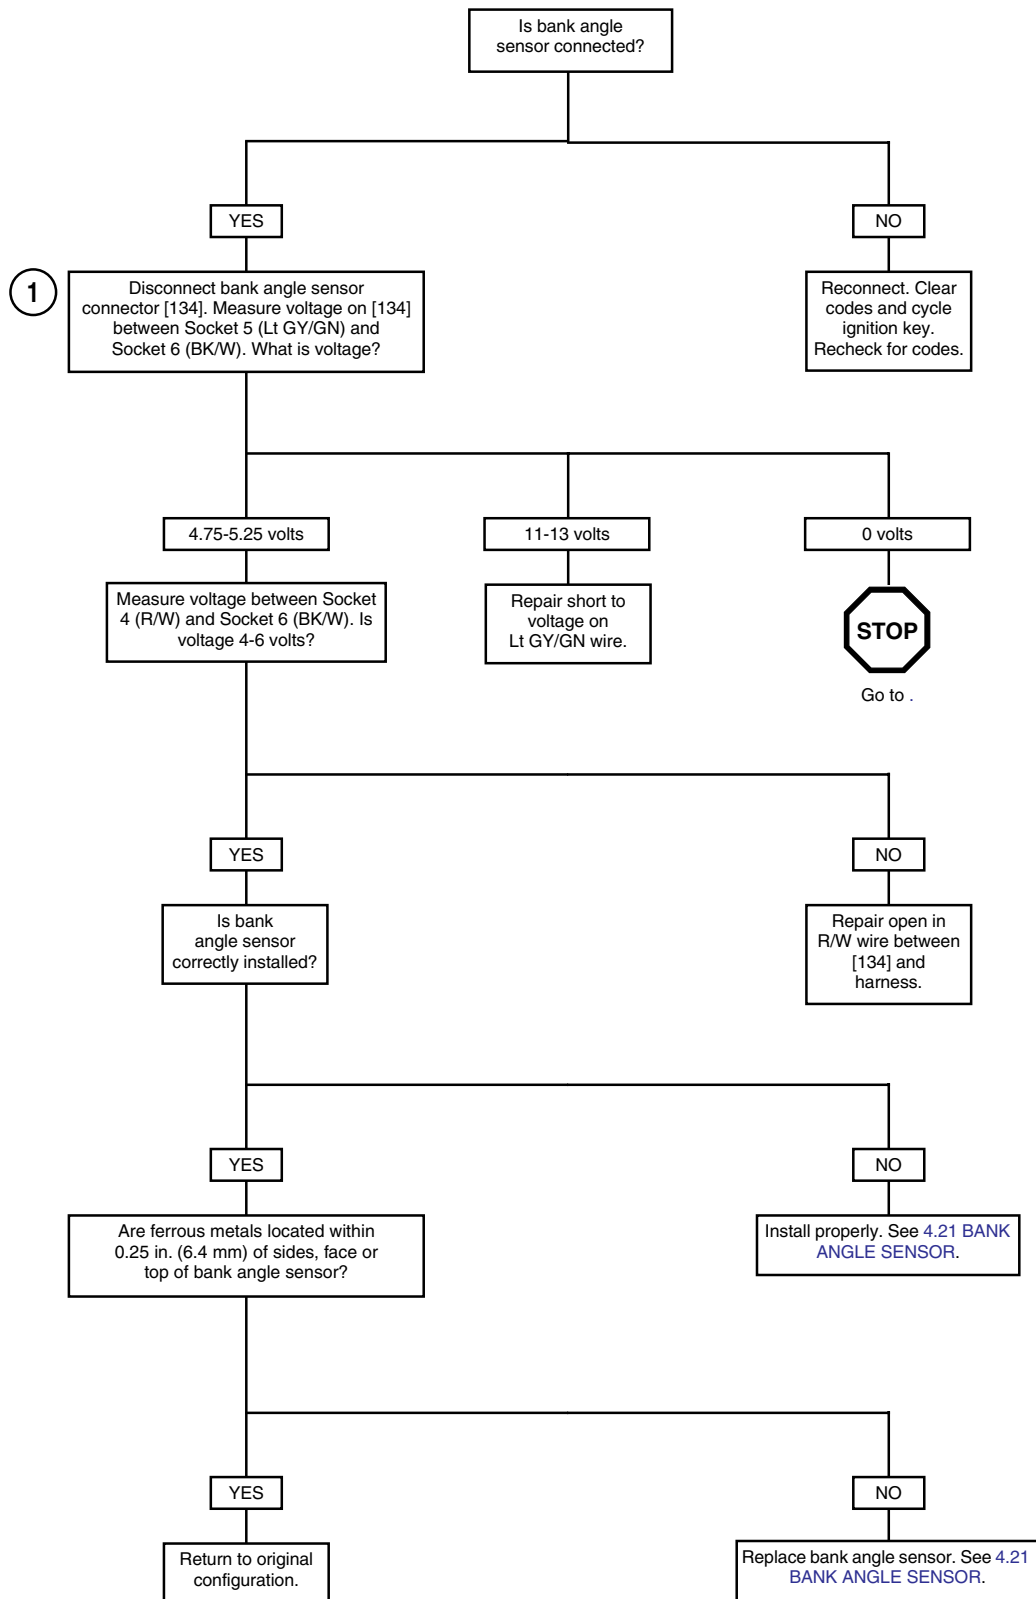 Is bank angle
sensor connected?
YES
NO
1
Disconnect bank angle sensor
connector [134]. Measure voltage on [134]
between Socket 5 (Lt GY/GN) and
Socket 6 (BK/W). What is voltage?
Reconnect. Clear
codes and cycle
ignition key.
Recheck for codes.
4.75-5.25 volts
11-13 volts
0 volts
Measure voltage between Socket
4 (R/W) and Socket 6 (BK/W). Is
voltage 4-6 volts?
Repair short to
voltage on
Lt GY/GN wire.
STOP
Go to .
YES
NO
Is bank
angle sensor
correctly installed?
Repair open in
R/W wire between
[134] and
harness.
YES
NO
Are ferrous metals located within
0.25 in. (6.4 mm) of sides, face or
top of bank angle sensor?
Install properly. See 4.21 BANK
ANGLE SENSOR.
YES
NO
Return to original
configuration.
Replace bank angle sensor. See 4.21
BANK ANGLE SENSOR.